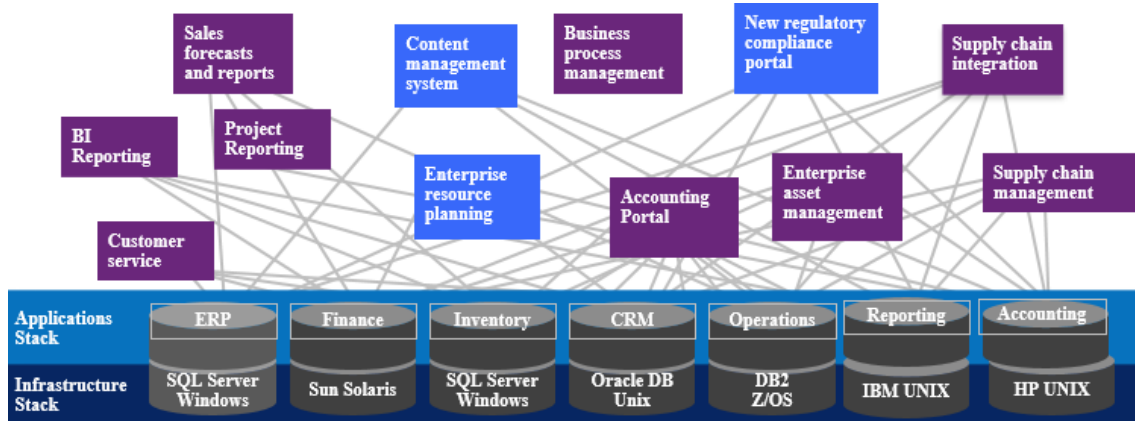 Sales
forecasts
and reports
Content
management
system
Business
process
management
New regulatory
compliance
portal
Supply chain
integration
BI
Reporting
Project
Reporting
Enterprise
resource
planning
Accounting
Portal
Enterprise
asset
management
Supply chain
management
Customer
service
Applications
Stack
ERP
Finance
Inventory
CRM
Operations
Reporting
Accounting
Infrastructure
Stack
SQL Server
Windows
Sun Solaris
SQL Server
Windows
Oracle DB
Unix
DB2
Z/OS
IBM UNIX
HP UNIX